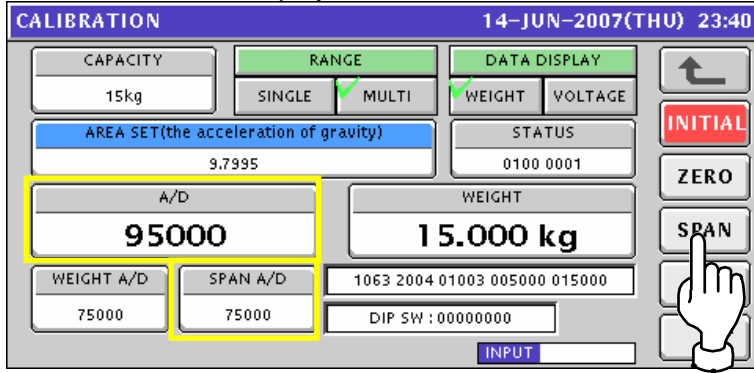 CALIBRATION 14-JUN-2007(THU) 23:40
CAPACITY RANGE DATA DISPLAY
15kg SINGLE MULTI WEIGHT VOLTAGE
INITIAL
AREA SET(the acceleration of gravity) STATUS
9.7995 0100 0001
ZERO
A/D WEIGHT
95000 15.000 kg SPAN
WEIGHT A/D SPAN A/D 1063 2004 01003 005000 015000
75000 75000 DIP SW : 00000000
INPUT